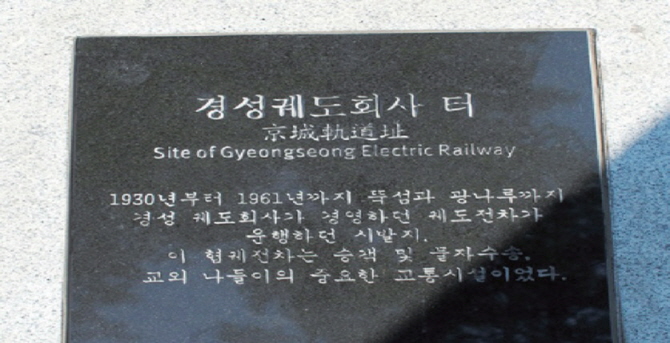 경성궤도회사 터
京城軌道址
Site of Gyeongseong Electric Railway
1930년부터 1961년까지 뚝섬과 광나루까지
경성 궤도회사가 경영하던 궤도전차가
운행하던 시발지.
이 협궤전차는 승객 및 물자수송,
교외 나들이의 중요한 교통시설이었다.